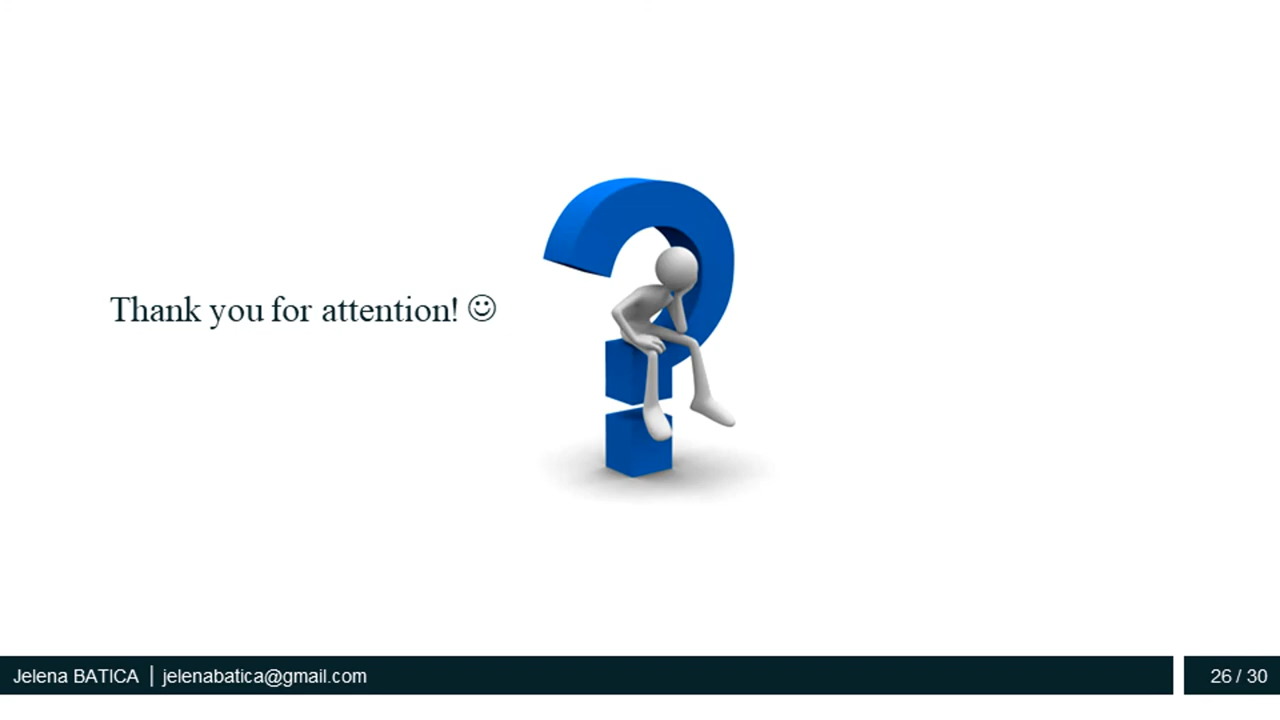 Thank you for attention! ☺
Jelena BATICA | jelenabatica@gmail.com
26 / 30